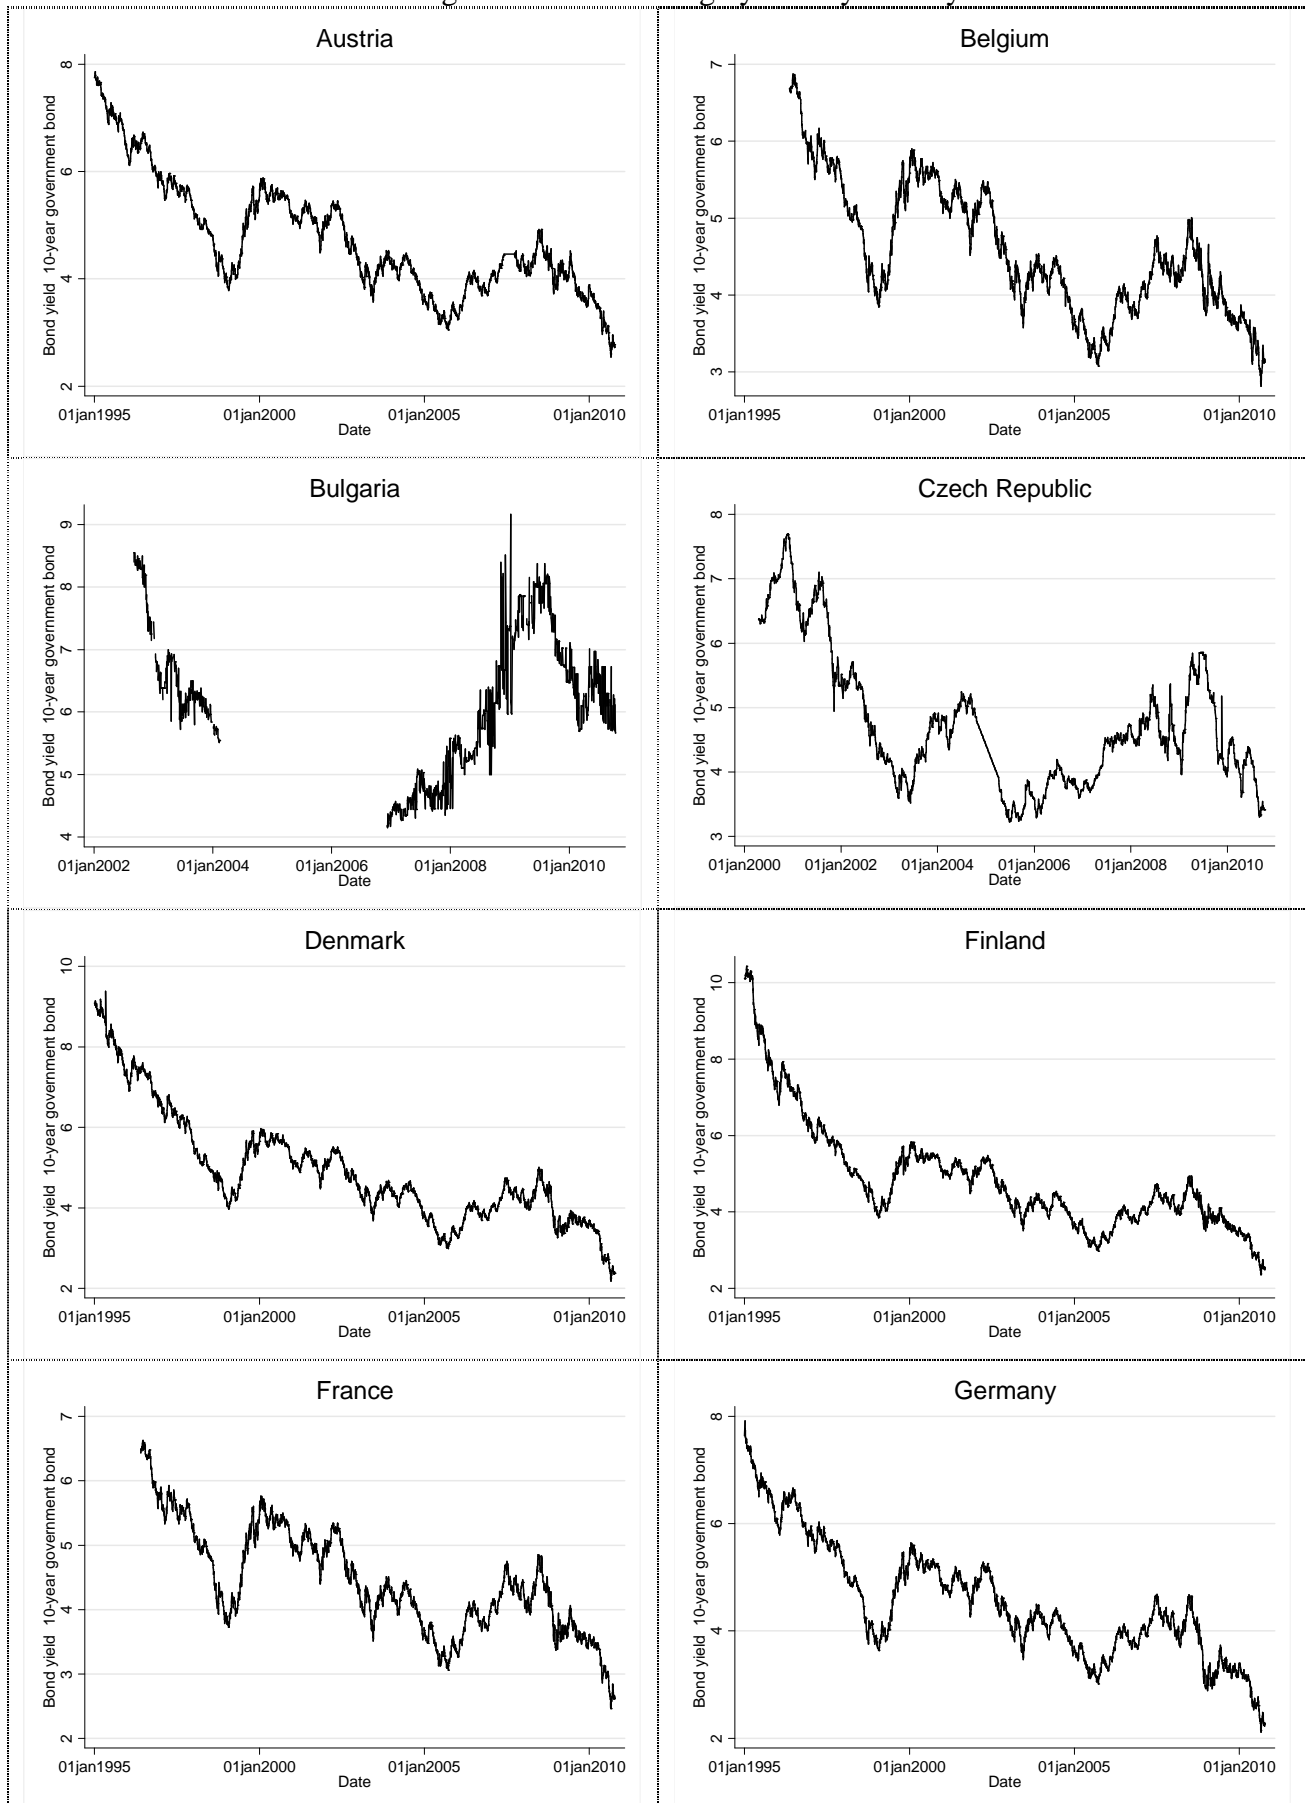 Austria
Bond yield 10-year government bond
8
6
4
2
01jan1995 01jan2000 01jan2005 01jan2010
Date
Belgium
Bond yield 10-year government bond
7
6
5
4
3
01jan1995 01jan2000 01jan2005 01jan2010
Date
Bulgaria
Bond yield 10-year government bond
9
8
7
6
5
4
01jan2002 01jan2004 01jan2006 01jan2008 01jan2010
Date
Czech Republic
Bond yield 10-year government bond
8
7
6
5
4
3
01jan2000 01jan2002 01jan2004 01jan2006 01jan2008 01jan2010
Date
Denmark
Bond yield 10-year government bond
10
8
6
4
2
01jan1995 01jan2000 01jan2005 01jan2010
Date
Finland
Bond yield 10-year government bond
10
8
6
4
2
01jan1995 01jan2000 01jan2005 01jan2010
Date
France
Bond yield 10-year government bond
7
6
5
4
3
2
01jan1995 01jan2000 01jan2005 01jan2010
Date
Germany
Bond yield 10-year government bond
8
6
4
2
01jan1995 01jan2000 01jan2005 01jan2010
Date